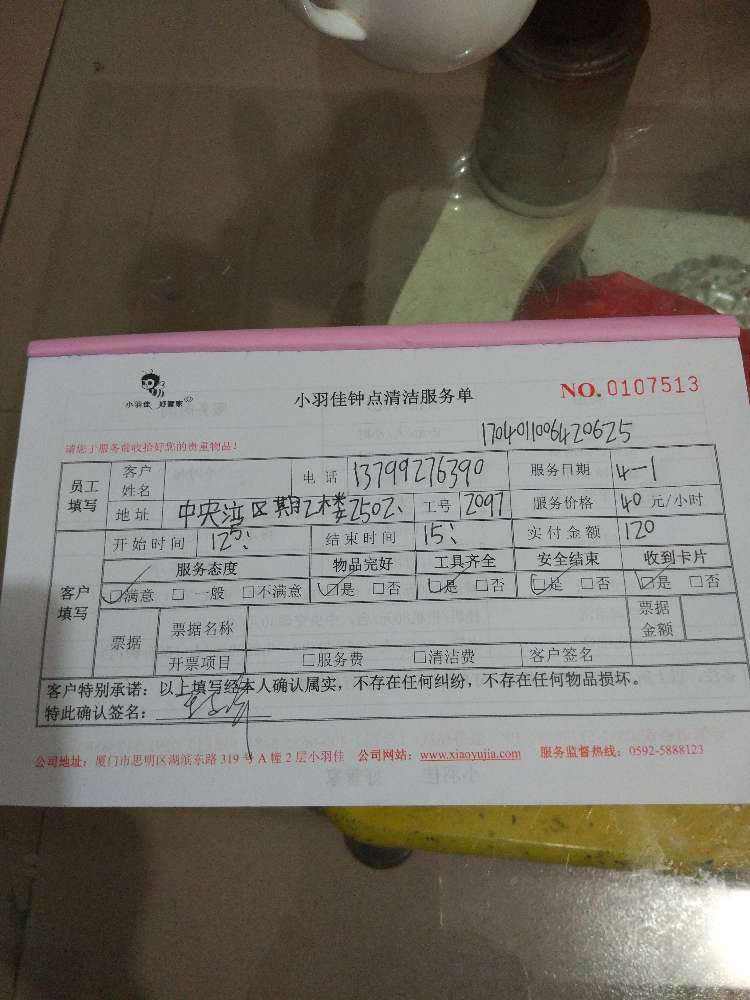 小羽佳 好管家
小羽佳钟点清洁服务单
NO. 0107513
请您于服务前收拾好您的贵重物品!
1704011006420625
员工填写 客户姓名 电话 13799276390 服务日期 4-1
地址 中央 区 期 2楼2502 工号 2097 服务价格 40 元/小时
开始时间 12: 结束时间 15: 实付金额 120
客户填写 服务态度 物品完好 工具齐全 安全结束 收到卡片
☑满意 □一般 □不满意 ☑是 □否 ☑是 □否 ☑是 □否 ☑是 □否
票据 票据名称 票据金额
开票项目 □服务费 □清洁费 客户签名
客户特别承诺:以上填写经本人确认属实,不存在任何纠纷,不存在任何物品损坏。
特此确认签名:
公司地址:厦门市思明区湖滨东路319号A幢2层小羽佳 公司网站:www.xiaoyujia.com 服务监督热线:0592-5888123